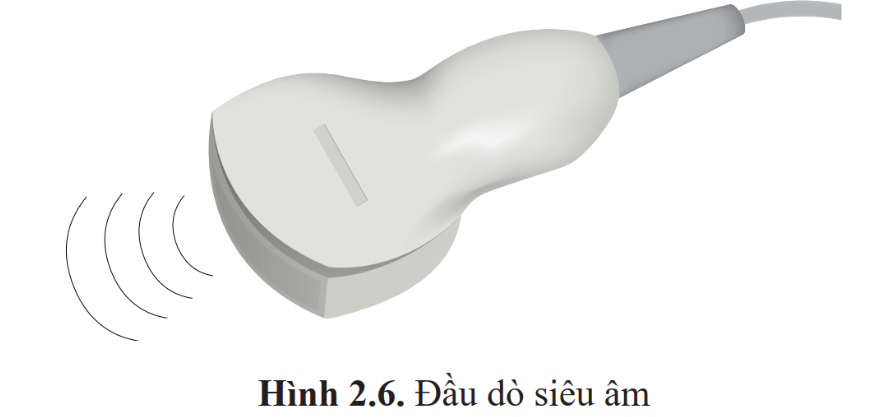 Hình 2.6. Đầu dò siêu âm